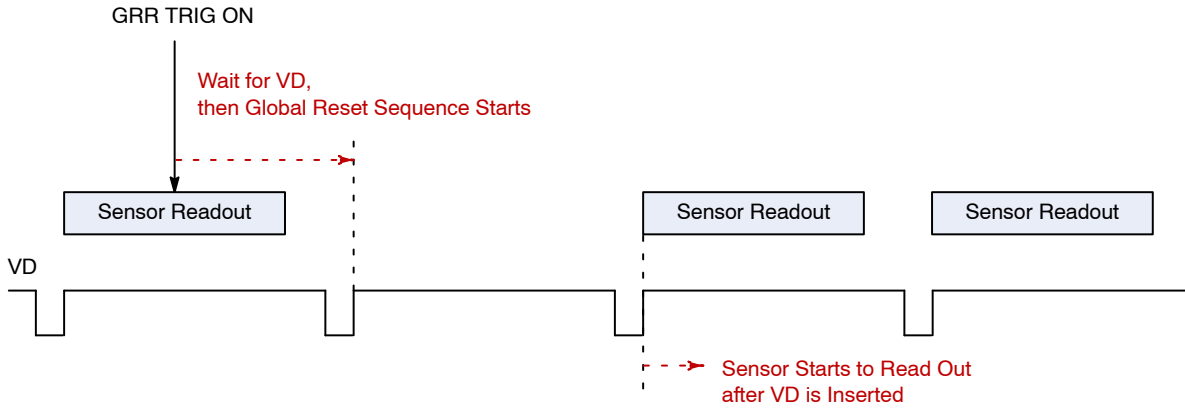 GRR TRIG ON
Wait for VD,
then Global Reset Sequence Starts
Sensor Readout
Sensor Readout
Sensor Readout
VD
Sensor Starts to Read Out
after VD is Inserted